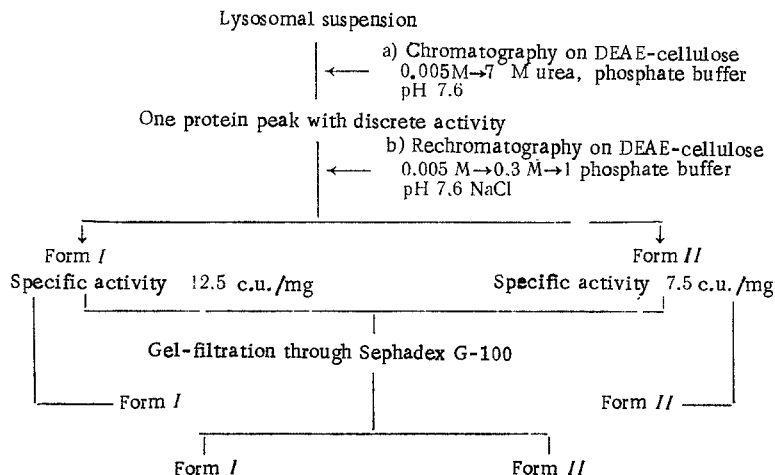 Lysosomal suspension
a) Chromatography on DEAE-cellulose
0.005M→7 M urea, phosphate buffer
pH 7.6
One protein peak with discrete activity
b) Rechromatography on DEAE-cellulose
0.005 M→0.3 M→1 phosphate buffer
pH 7.6 NaCl
Form I
Form II
Specific activity 12.5 c.u./mg
Specific activity 7.5 c.u./mg
Gel-filtration through Sephadex G-100
Form I
Form II
Form I
Form II